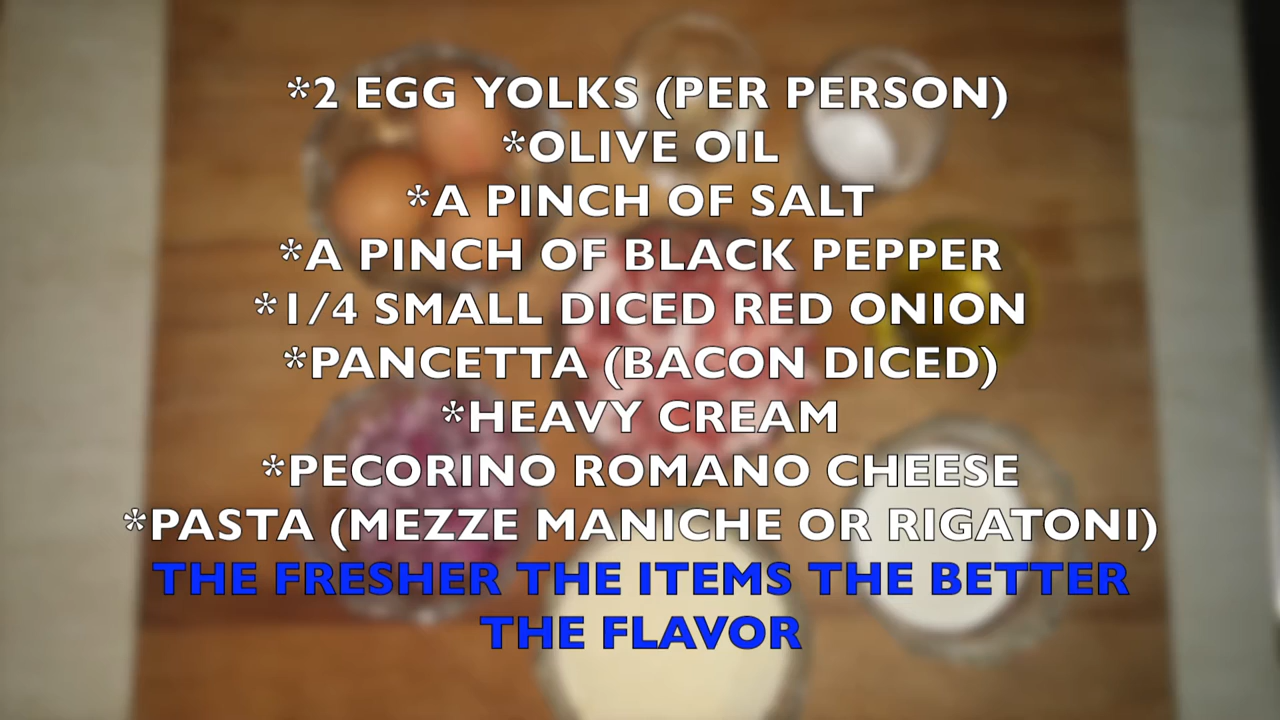 *2 EGG YOLKS (PER PERSON)
*OLIVE OIL
*A PINCH OF SALT
*A PINCH OF BLACK PEPPER
*1/4 SMALL DICED RED ONION
*PANCETTA (BACON DICED)
*HEAVY CREAM
*PECORINO ROMANO CHEESE
*PASTA (MEZZE MANICHE OR RIGATONI)
THE FRESHER THE ITEMS THE BETTER
THE FLAVOR